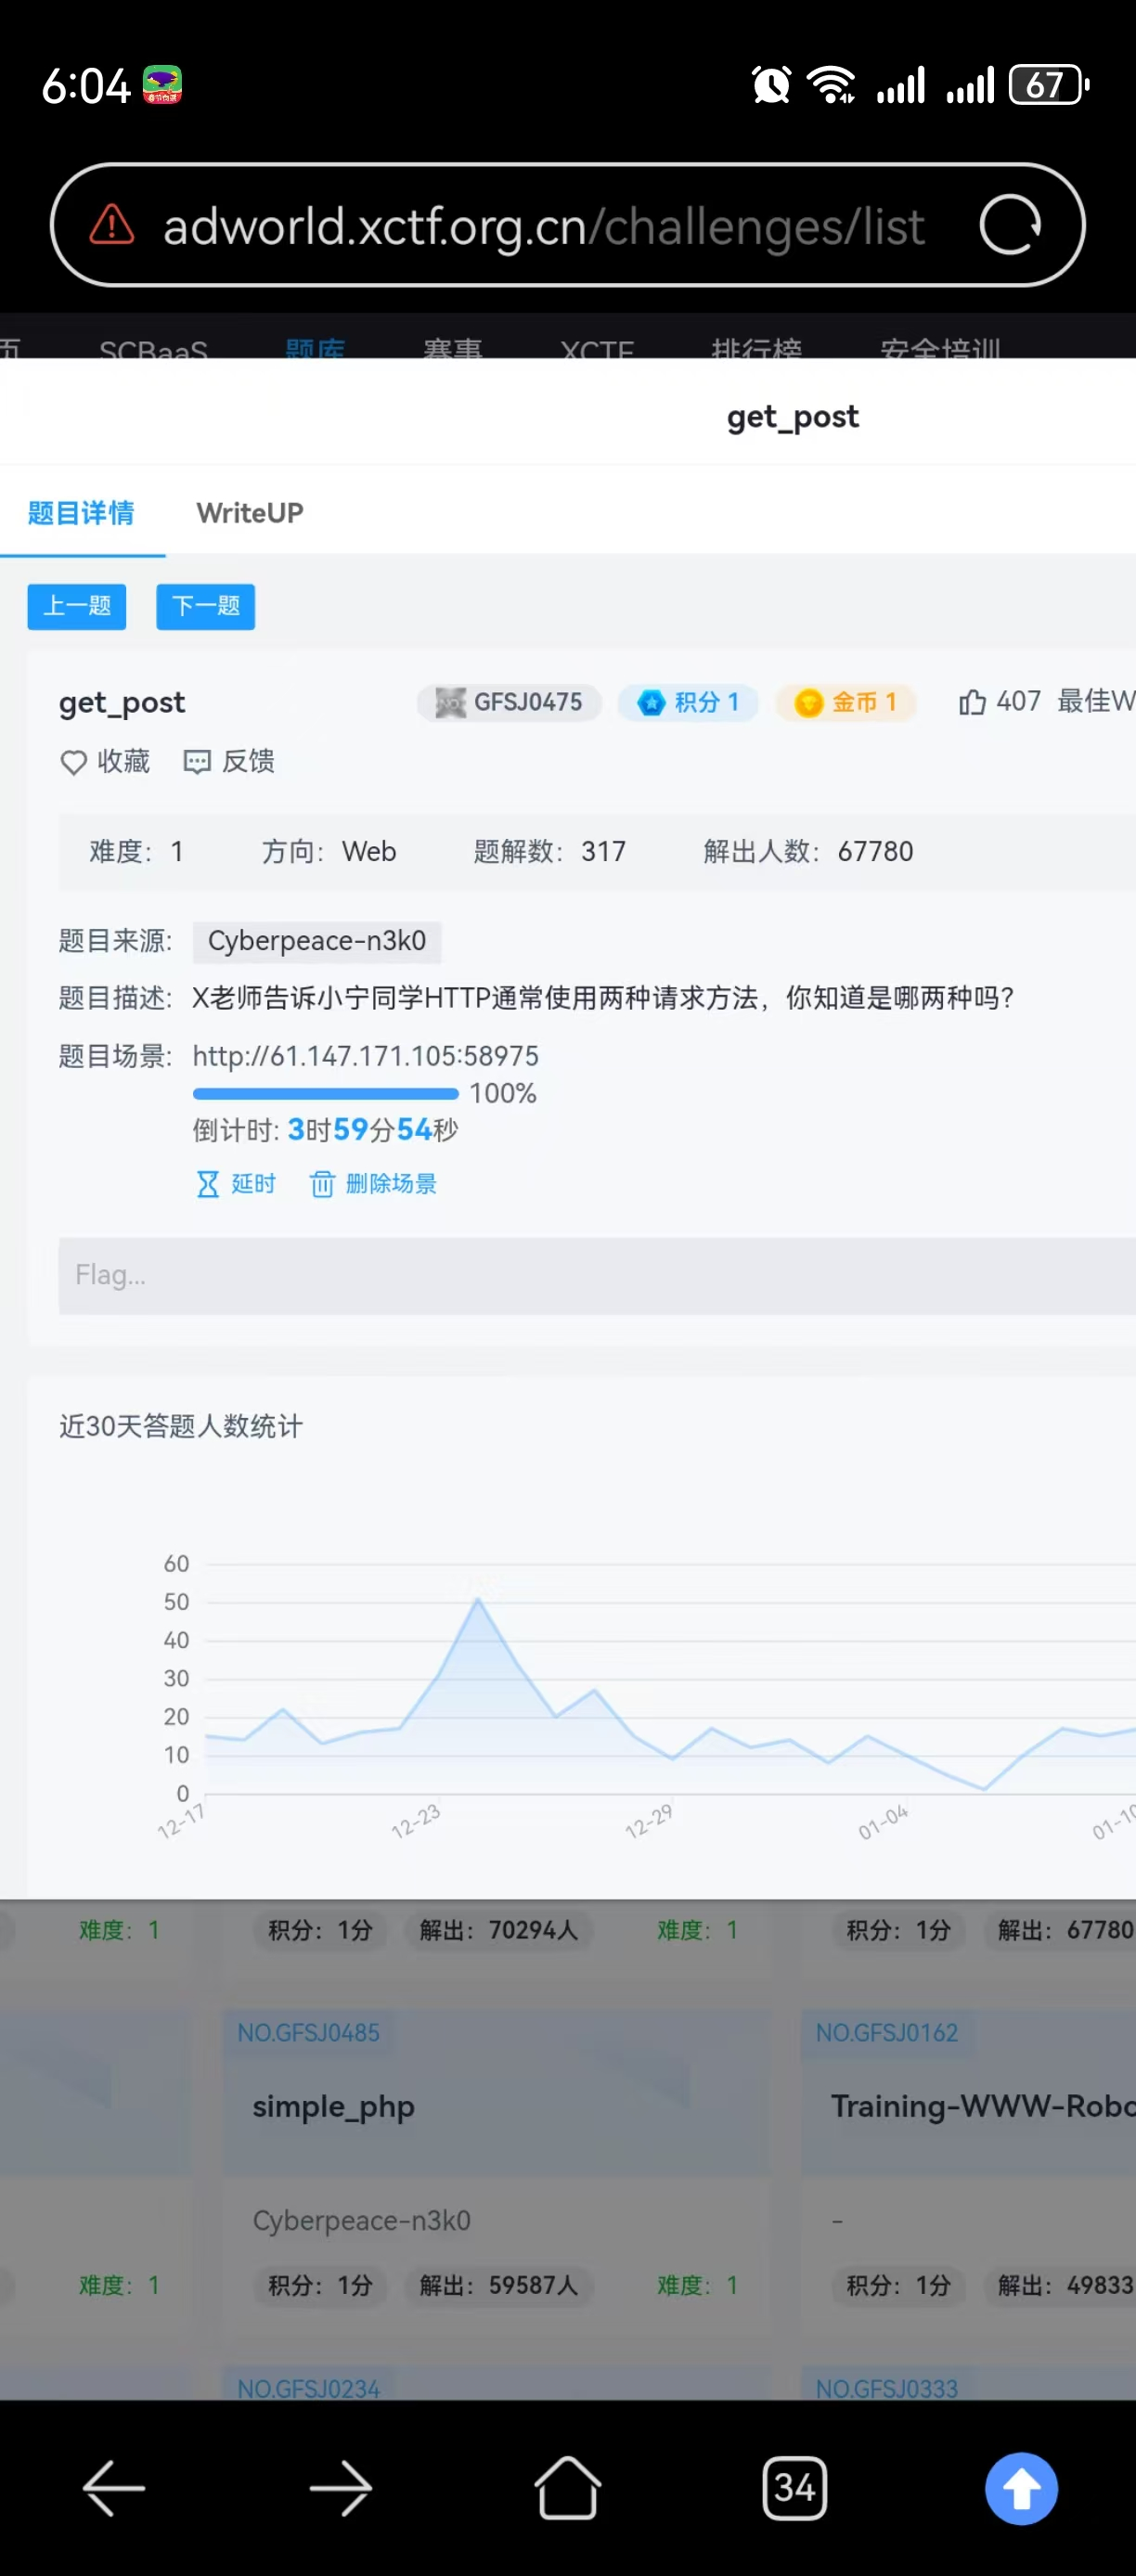 6:04
67
adworld.xctf.org.cn/challenges/list
页 SCBaaS 题库 赛事 XCTF 排行榜 安全培训
get_post
题目详情 WriteUP
上一题 下一题
get_post GFSJ0475 积分 1 金币 1 407 最佳W
收藏 反馈
难度: 1 方向: Web 题解数: 317 解出人数: 67780
题目来源: Cyberpeace-n3k0
题目描述: X老师告诉小宁同学HTTP通常使用两种请求方法，你知道是哪两种吗?
题目场景: http://61.147.171.105:58975
100%
倒计时: 3时59分54秒
延时 删除场景
Flag...
近30天答题人数统计
60
50
40
30
20
10
0
12-17 12-23 12-29 01-04 01-10
难度: 1 积分: 1分 解出: 70294人 难度: 1 积分: 1分 解出: 67780
NO.GFSJ0485 NO.GFSJ0162
simple_php Training-WWW-Robo
Cyberpeace-n3k0 -
难度: 1 积分: 1分 解出: 59587人 难度: 1 积分: 1分 解出: 49833
NO.GFSJ0234 NO.GFSJ0333
34